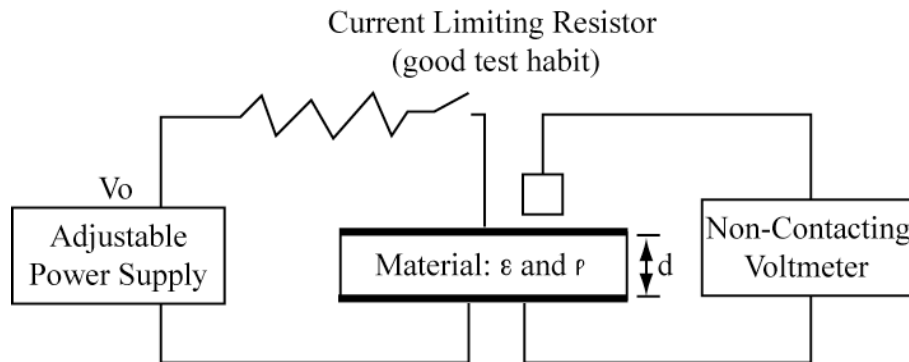 Current Limiting Resistor
(good test habit)
Vo
Adjustable
Power Supply
Material: ε and ρ
d
Non-Contacting
Voltmeter